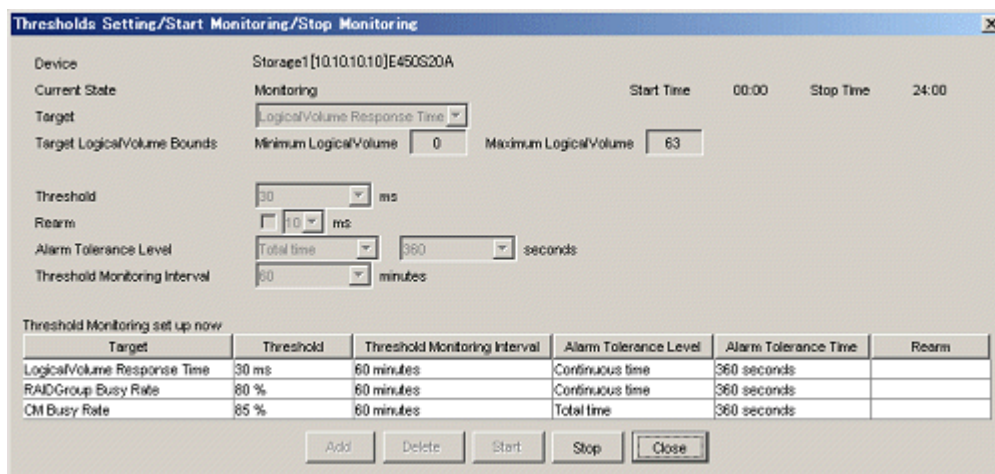 Thresholds Setting/Start Monitoring/Stop Monitoring
Device Storage1[10.10.10.10]E450S20A
Current State Monitoring Start Time 00:00 Stop Time 24:00
Target LogicalVolume Response Time
Target LogicalVolume Bounds Minimum LogicalVolume 0 Maximum LogicalVolume 63
Threshold 30 ms
Rearm 10 ms
Alarm Tolerance Level Total time 360 seconds
Threshold Monitoring Interval 60 minutes
Threshold Monitoring set up now
Target Threshold Threshold Monitoring Interval Alarm Tolerance Level Alarm Tolerance Time Rearm
LogicalVolume Response Time 30 ms 60 minutes Continuous time 360 seconds
RAIDGroup Busy Rate 80 % 60 minutes Continuous time 360 seconds
CM Busy Rate 85 % 60 minutes Total time 360 seconds
Add Delete Start Stop Close